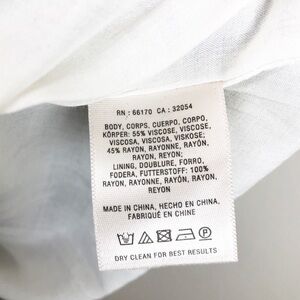 RN : 66170 CA : 32054
BODY, CORPS, CUERPO, CORPO,
KÖRPER: 55% VISCOSE, VISCOSE,
VISCOSA, VISCOSA, VISKOSE;
45% RAYON, RAYONNE, RAYÓN,
RAYON, REYON;
LINING, DOUBLURE, FORRO,
FODERA, FUTTERSTOFF: 100%
RAYON, RAYONNE, RAYÓN, RAYON,
REYON
MADE IN CHINA, HECHO EN CHINA,
FABRIQUÉ EN CHINE
P
DRY CLEAN FOR BEST RESULTS